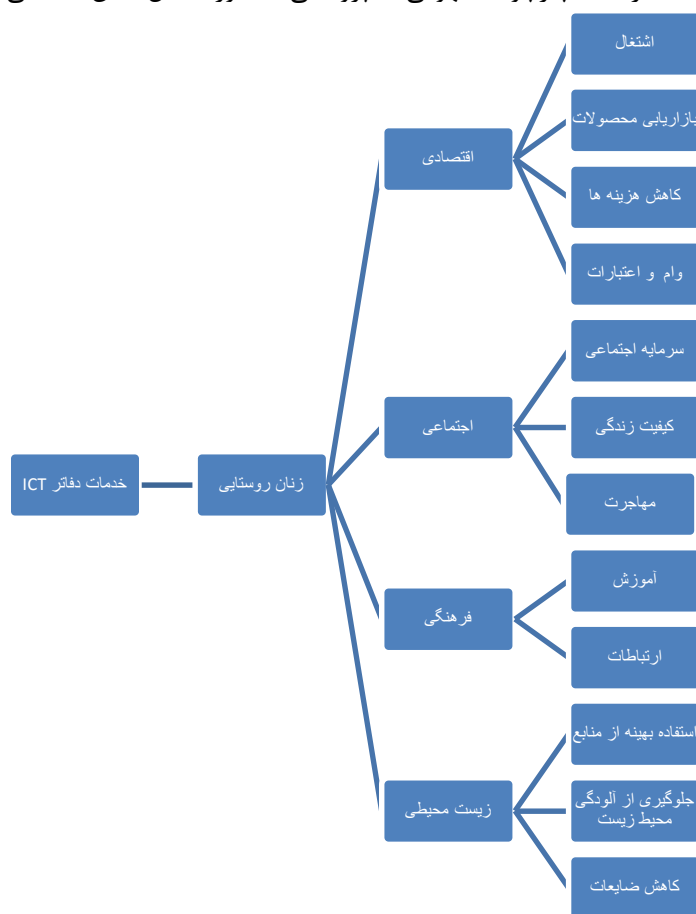 اشتغال
بازاریابی محصولات
اقتصادی
کاهش هزینه ها
وام و اعتبارات
سرمایه اجتماعی
اجتماعی
کیفیت زندگی
خدمات دفاتر ICT
زنان روستایی
مهاجرت
آموزش
فرهنگی
ارتباطات
استفاده بهینه از منابع
زیست محیطی
جلوگیری از آلودگی
محیط زیست
کاهش ضایعات